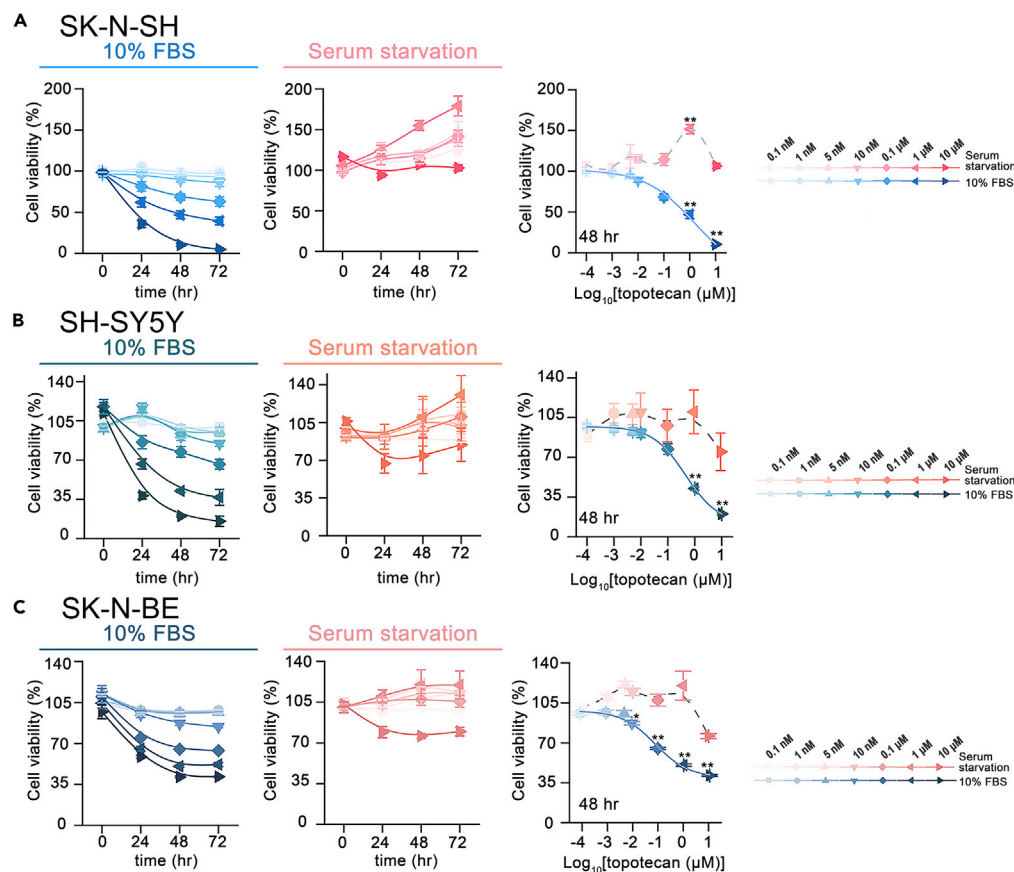 A
SK-N-SH
10% FBS
Serum starvation
Cell viability (%)
200
150
100
50
0
0 24 48 72
time (hr)
Cell viability (%)
200
150
100
50
0
0 24 48 72
time (hr)
Cell viability (%)
200
150
100
50
0
**
**
**
48 hr
-4 -3 -2 -1 0 1
Log10[topotecan (µM)]
0.1 nM
1 nM
5 nM
10 nM
0.1 µM
1 µM
10 µM
Serum
starvation
10% FBS
B
SH-SY5Y
10% FBS
Serum starvation
Cell viability (%)
140
105
70
35
0
0 24 48 72
time (hr)
Cell viability (%)
140
105
70
35
0
0 24 48 72
time (hr)
Cell viability (%)
140
105
70
35
0
**
**
48 hr
-4 -3 -2 -1 0 1
Log10[topotecan (µM)]
0.1 nM
1 nM
5 nM
10 nM
0.1 µM
1 µM
10 µM
Serum
starvation
10% FBS
C
SK-N-BE
10% FBS
Serum starvation
Cell viability (%)
140
105
70
35
0
0 24 48 72
time (hr)
Cell viability (%)
140
105
70
35
0
0 24 48 72
time (hr)
Cell viability (%)
140
105
70
35
0
*
**
**
**
48 hr
-4 -3 -2 -1 0 1
Log10[topotecan (µM)]
0.1 nM
1 nM
5 nM
10 nM
0.1 µM
1 µM
10 µM
Serum
starvation
10% FBS